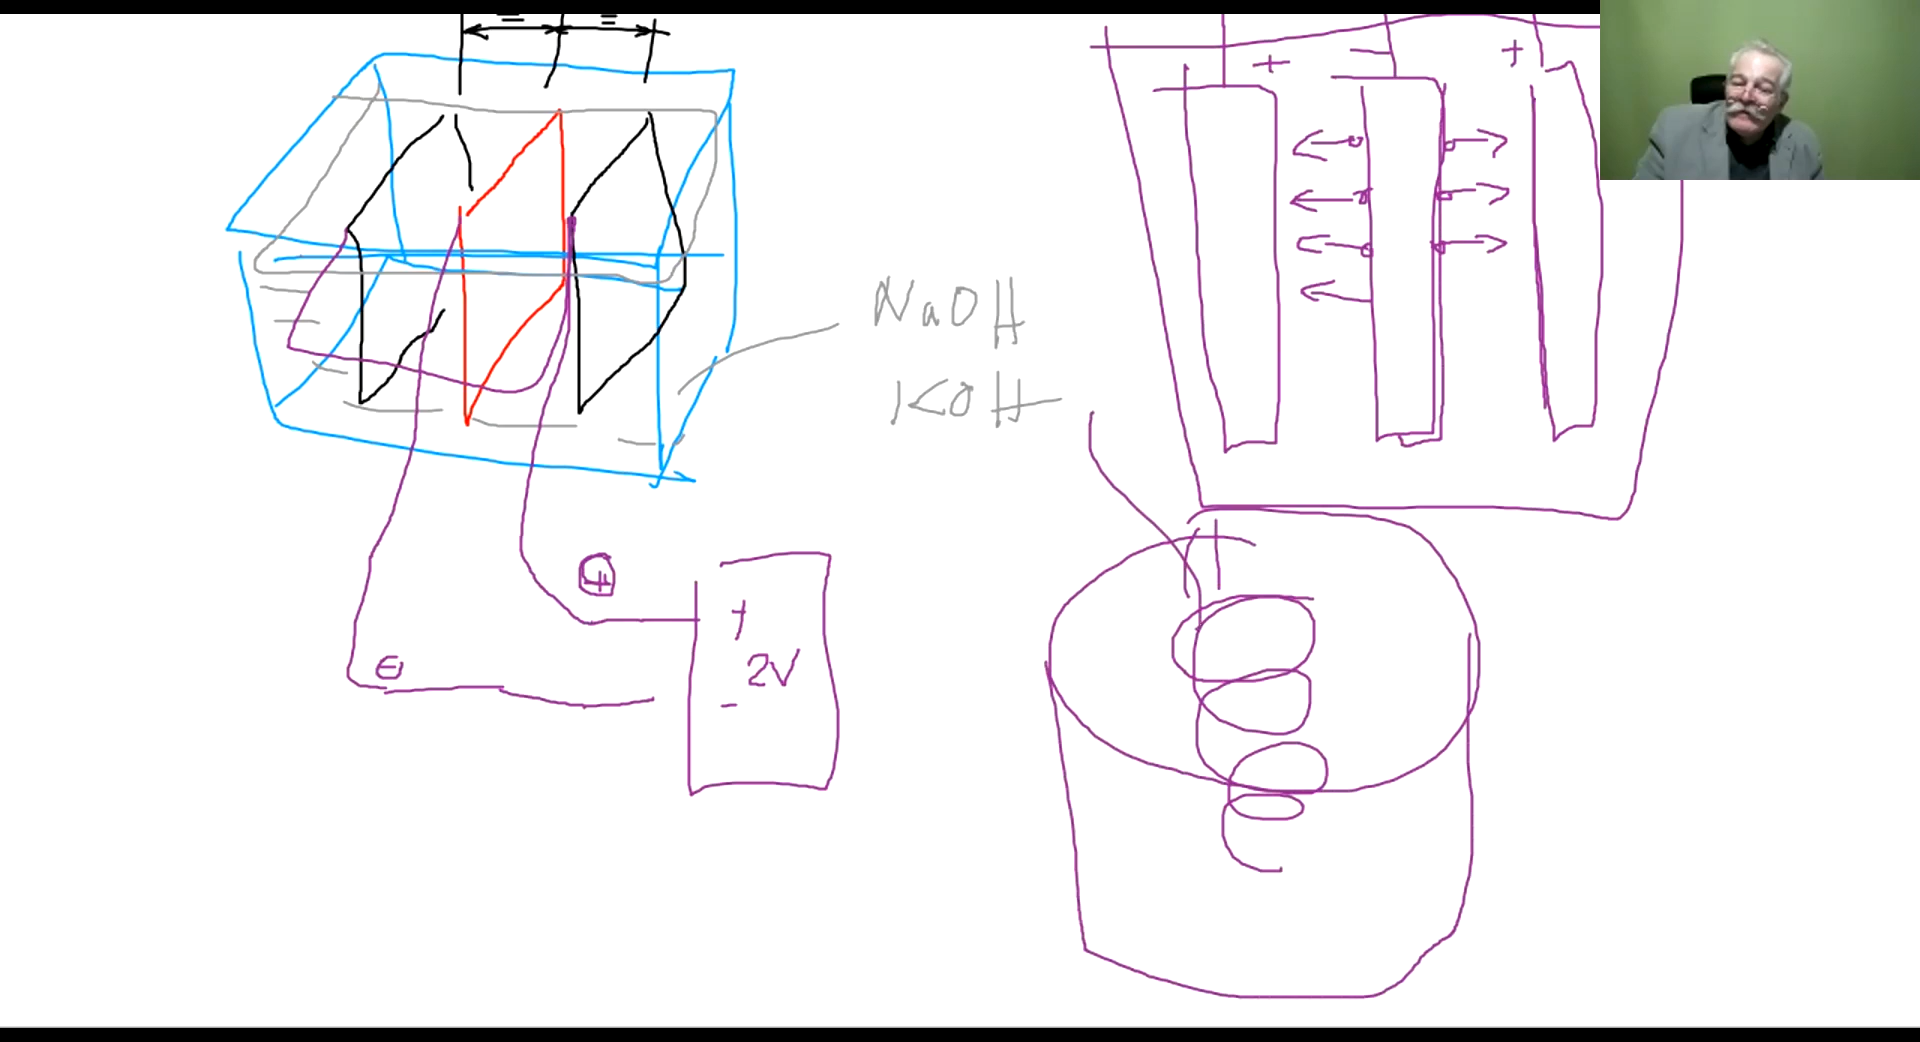 + - +
NaOH
KOH
+
+
⊖
2V
-